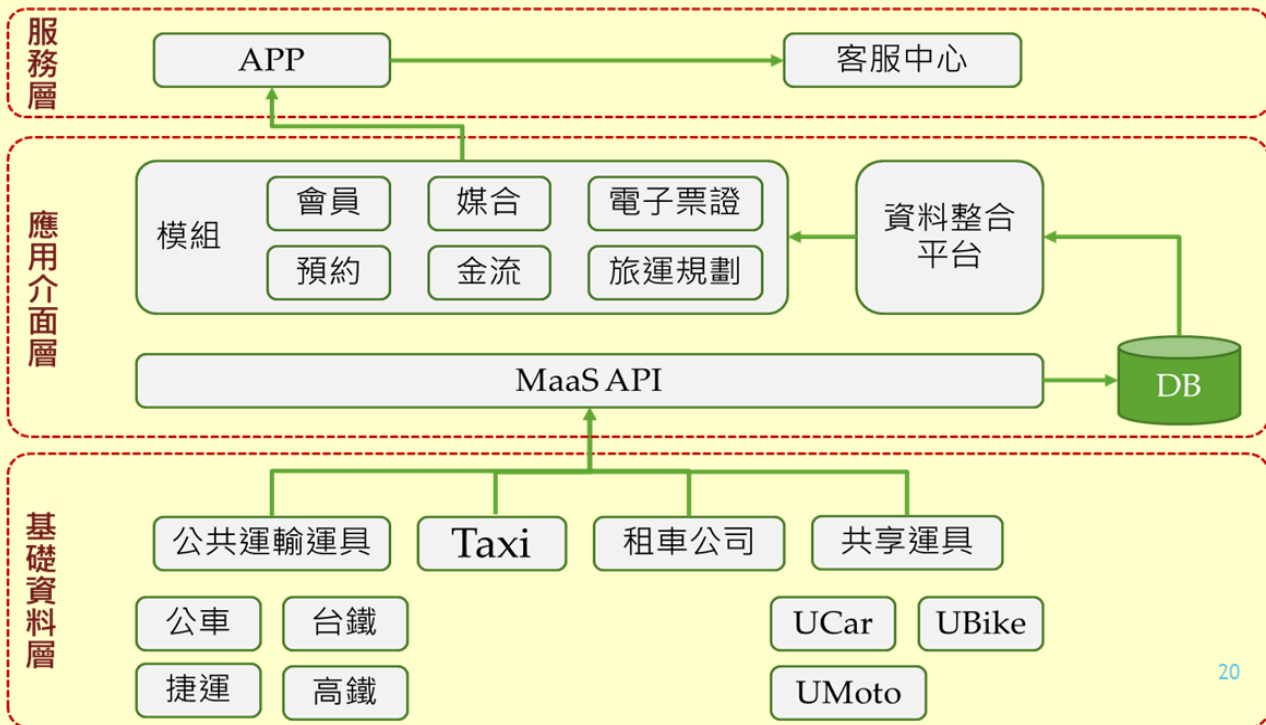 服務層
APP
客服中心
應用介面層
模組
會員
媒合
電子票證
預約
金流
旅運規劃
資料整合
平台
MaaS API
DB
基礎資料層
公共運輸運具
Taxi
租車公司
共享運具
公車
台鐵
捷運
高鐵
UCar
UBike
UMoto
20